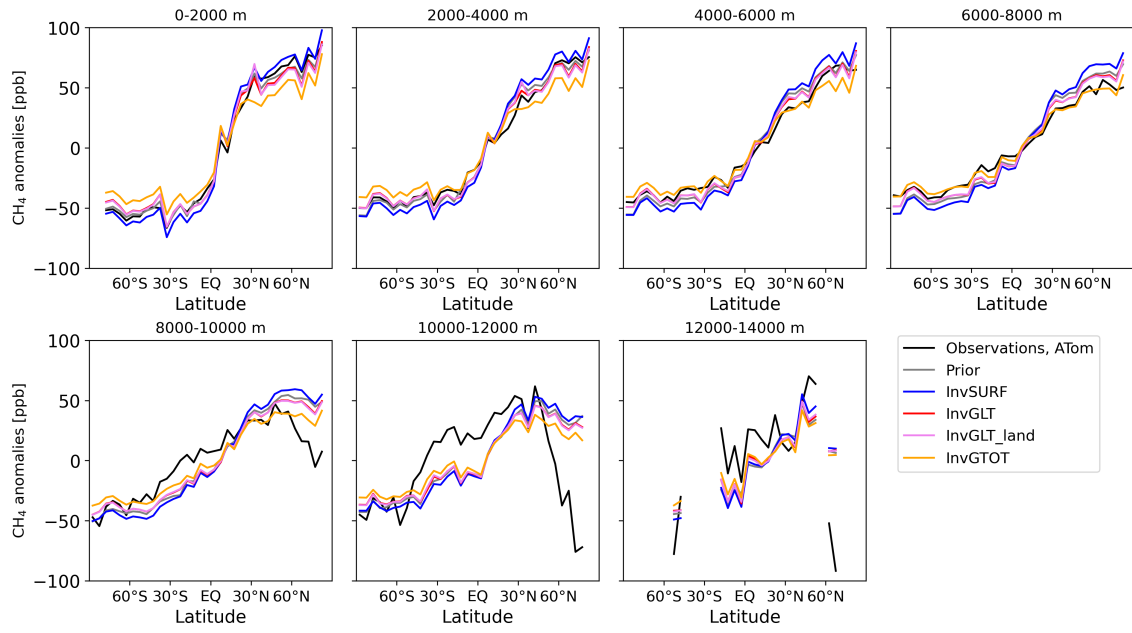 0-2000 m
2000-4000 m
4000-6000 m
6000-8000 m
CH₄ anomalies [ppb]
100
50
0
−50
−100
60°S 30°S EQ 30°N 60°N
60°S 30°S EQ 30°N 60°N
60°S 30°S EQ 30°N 60°N
60°S 30°S EQ 30°N 60°N
Latitude
Latitude
Latitude
Latitude
8000-10000 m
10000-12000 m
12000-14000 m
CH₄ anomalies [ppb]
100
50
0
−50
−100
60°S 30°S EQ 30°N 60°N
60°S 30°S EQ 30°N 60°N
60°S 30°S EQ 30°N 60°N
Latitude
Latitude
Latitude
Observations, ATom
Prior
InvSURF
InvGLT
InvGLT_land
InvGTOT